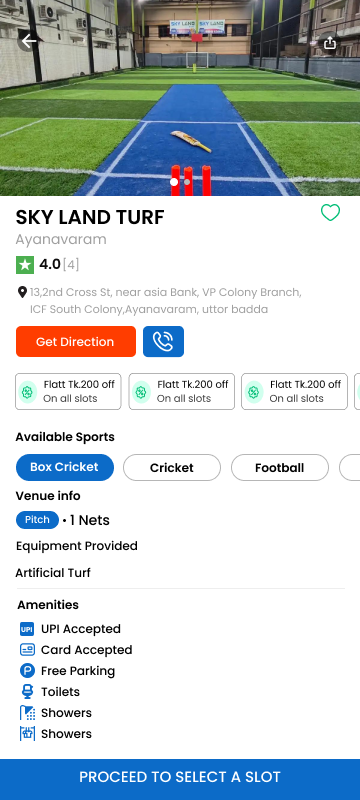 SKY LAND SKY LAND
SKY LAND TURF
Ayanavaram
4.0 [4]
13,2nd Cross St, near asia Bank, VP Colony Branch,
ICF South Colony,Ayanavaram, uttor badda
Get Direction
Flatt Tk.200 off
On all slots
Flatt Tk.200 off
On all slots
Flatt Tk.200 off
On all slots
Available Sports
Box Cricket
Cricket
Football
Venue info
Pitch • 1 Nets
Equipment Provided
Artificial Turf
Amenities
UPI UPI Accepted
Card Accepted
P Free Parking
Toilets
Showers
Showers
PROCEED TO SELECT A SLOT